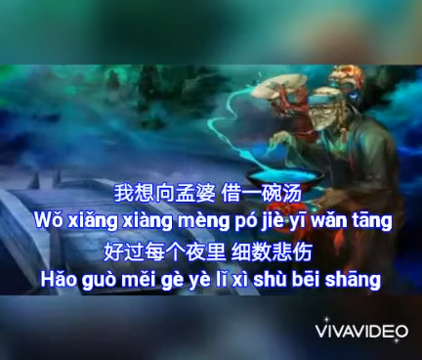 我想向孟婆 借一碗汤
Wǒ xiǎng xiàng mèng pó jiè yī wǎn tāng
好过每个夜里 细数悲伤
Hǎo guò měi gè yè lǐ xì shù bēi shāng
VIVAVIDEO